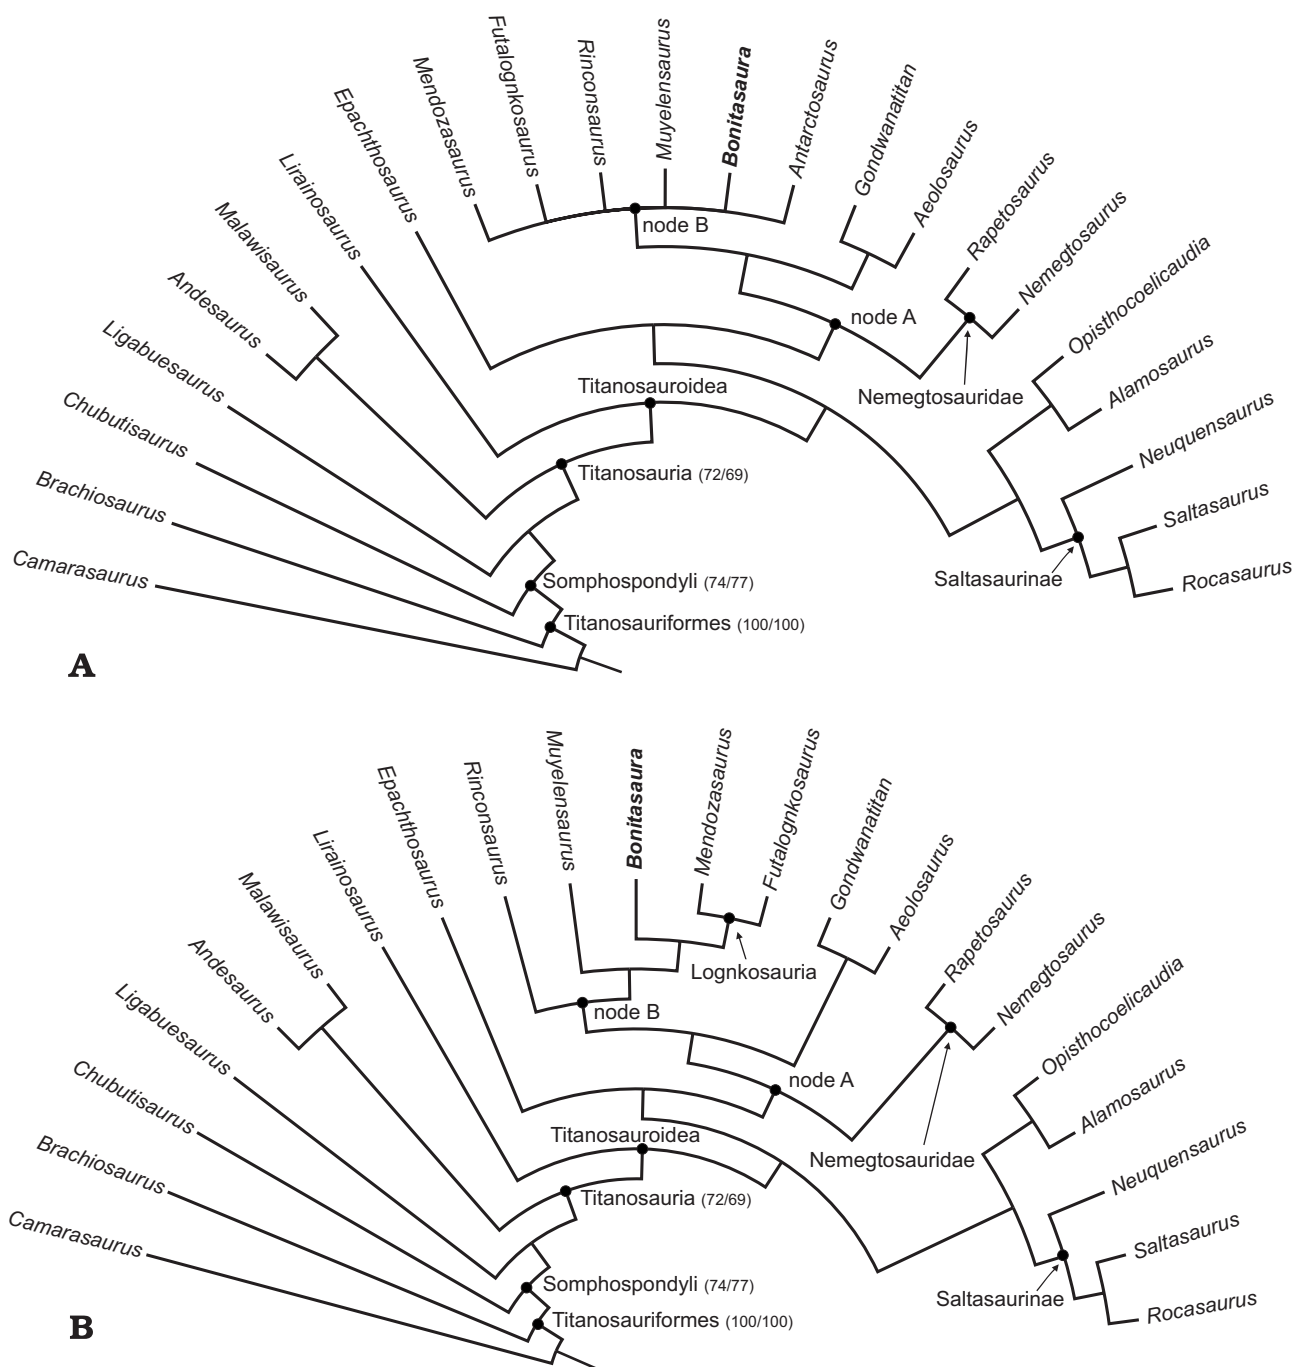 Camarasaurus
Brachiosaurus
Chubutisaurus
Ligabuesaurus
Andesaurus
Malawisaurus
Lirainosaurus
Epachthosaurus
Mendozasaurus
Futalognkosaurus
Rinconsaurus
Muyelensaurus
Bonitasaura
Antarctosaurus
Gondwanatitan
Aeolosaurus
Rapetosaurus
Nemegtosaurus
Opisthocoelicaudia
Alamosaurus
Neuquensaurus
Saltasaurus
Rocasaurus
node B
node A
Nemegtosauridae
Titanosauroidea
Titanosauria (72/69)
Somphospondyli (74/77)
Saltasaurinae
Titanosauriformes (100/100)
A
Camarasaurus
Brachiosaurus
Chubutisaurus
Ligabuesaurus
Andesaurus
Malawisaurus
Lirainosaurus
Epachthosaurus
Rinconsaurus
Muyelensaurus
Bonitasaura
Mendozasaurus
Futalognkosaurus
Gondwanatitan
Aeolosaurus
Rapetosaurus
Nemegtosaurus
Opisthocoelicaudia
Alamosaurus
Neuquensaurus
Saltasaurus
Rocasaurus
Lognkosauria
node B
node A
Titanosauroidea
Nemegtosauridae
Titanosauria (72/69)
Somphospondyli (74/77)
Saltasaurinae
Titanosauriformes (100/100)
B